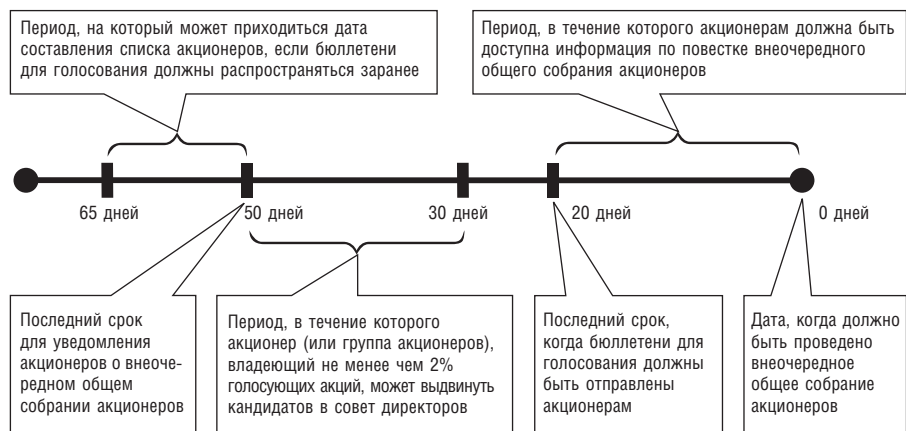 Период, на который может приходиться дата
составления списка акционеров, если бюллетени
для голосования должны распространяться заранее
Период, в течение которого акционерам должна быть
доступна информация по повестке внеочередного
общего собрания акционеров
65 дней
50 дней
30 дней
20 дней
0 дней
Последний срок
для уведомления
акционеров о внеоче-
редном общем
собрании акционеров
Период, в течение которого
акционер (или группа акционеров),
владеющий не менее чем 2%
голосующих акций, может выдвинуть
кандидатов в совет директоров
Последний срок,
когда бюллетени для
голосования должны
быть отправлены
акционерам
Дата, когда должно
быть проведено
внеочередное
общее собрание
акционеров